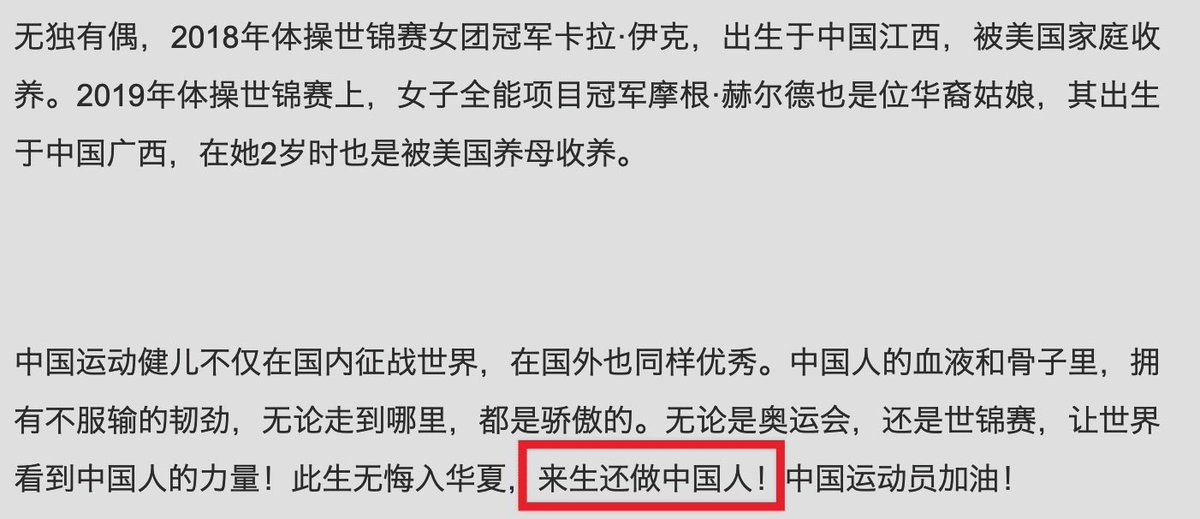 无独有偶，2018年体操世锦赛女团冠军卡拉·伊克，出生于中国江西，被美国家庭收
养。2019年体操世锦赛上，女子全能项目冠军摩根·赫尔德也是位华裔姑娘，其出生
于中国广西，在她2岁时也是被美国养母收养。
中国运动健儿不仅在国内征战世界，在国外也同样优秀。中国人的血液和骨子里，拥
有不服输的韧劲，无论走到哪里，都是骄傲的。无论是奥运会，还是世锦赛，让世界
看到中国人的力量！此生无悔入华夏，来生还做中国人！中国运动员加油！